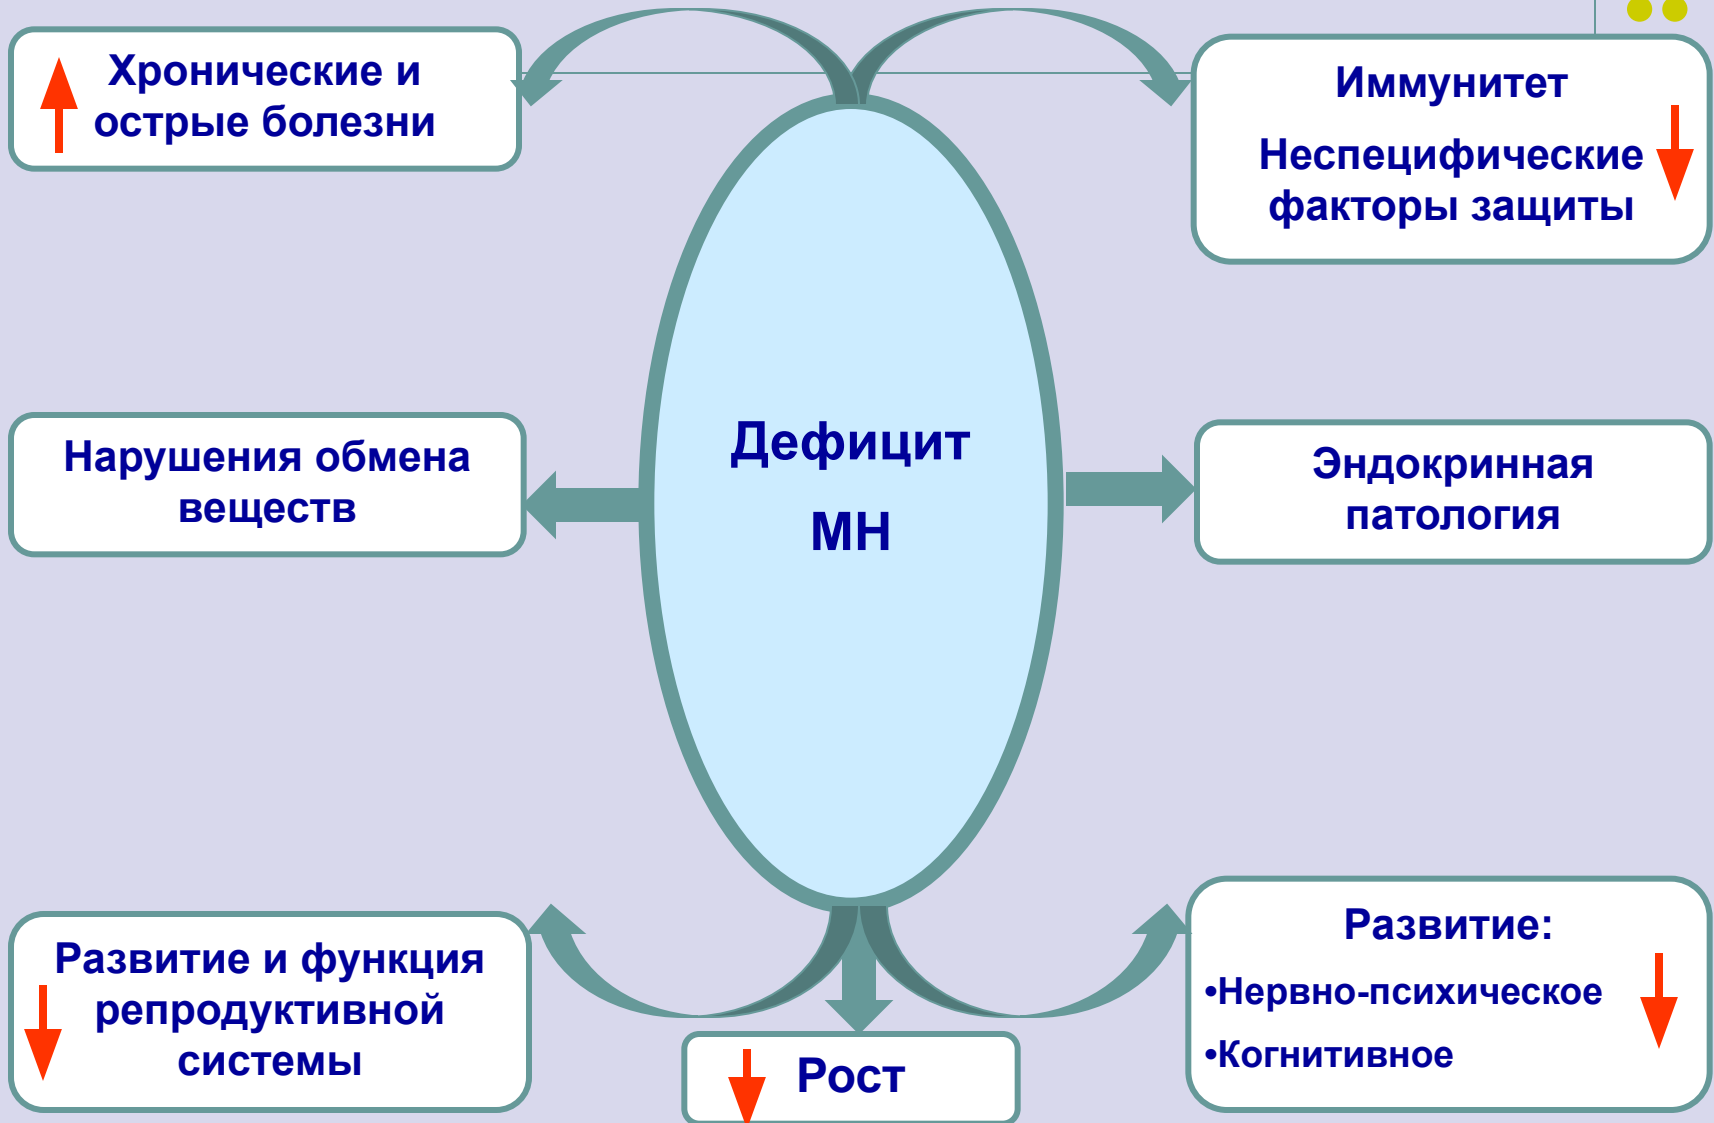 Хронические и
острые болезни
Иммунитет
Неспецифические
факторы защиты
Нарушения обмена
веществ
Дефицит
МН
Эндокринная
патология
Развитие и функция
репродуктивной
системы
Рост
Развитие:
•Нервно-психическое
•Когнитивное